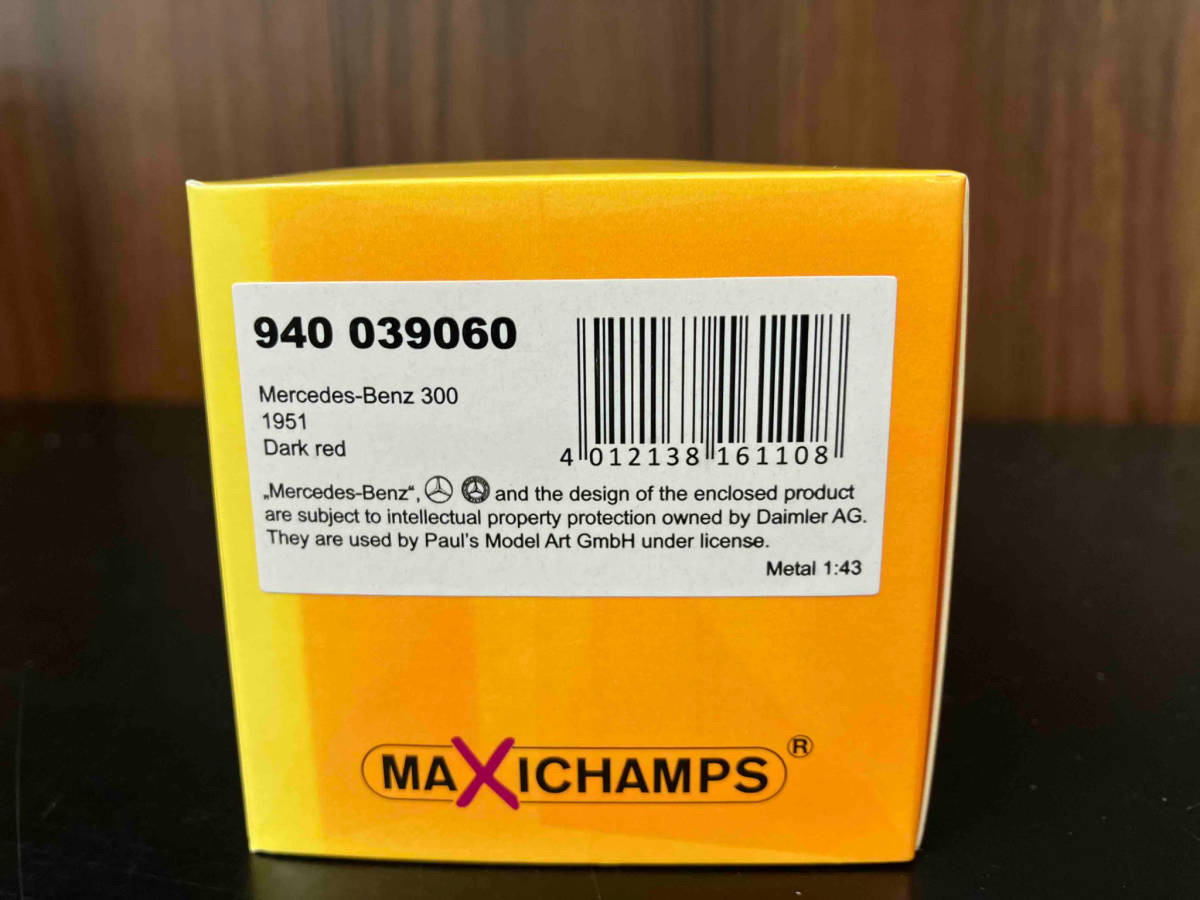 940 039060
Mercedes-Benz 300
1951
Dark red
4 012138 161108
„Mercedes-Benz“, and the design of the enclosed product
are subject to intellectual property protection owned by Daimler AG.
They are used by Paul's Model Art GmbH under license.
Metal 1:43
MAXICHAMPS®